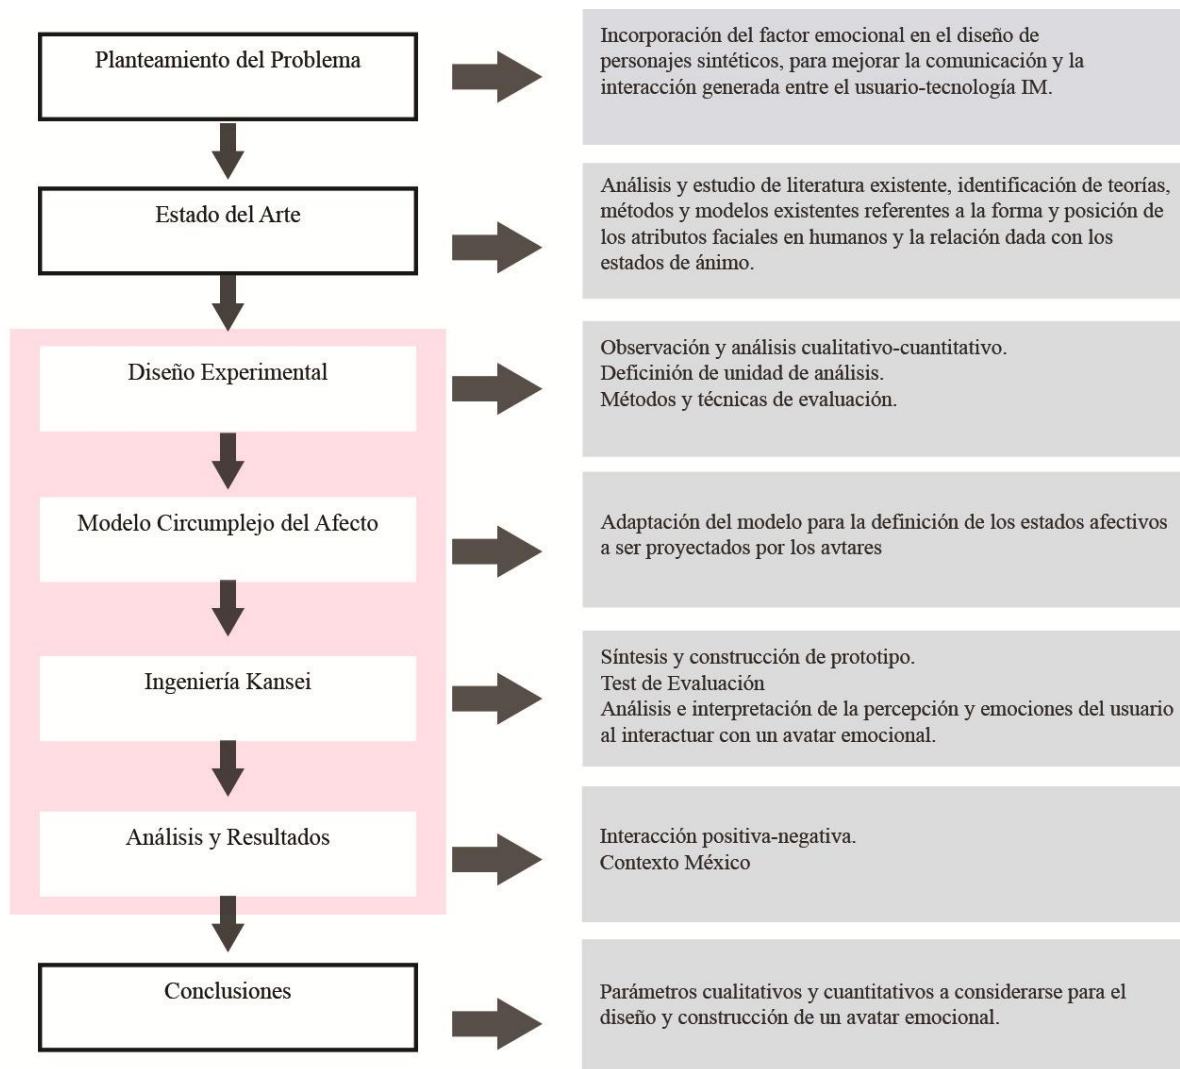 Planteamiento del Problema
Incorporación del factor emocional en el diseño de
personajes sintéticos, para mejorar la comunicación y la
interacción generada entre el usuario-tecnología IM.
Estado del Arte
Análisis y estudio de literatura existente, identificación de teorías,
métodos y modelos existentes referentes a la forma y posición de
los atributos faciales en humanos y la relación dada con los
estados de ánimo.
Diseño Experimental
Observación y análisis cualitativo-cuantitativo.
Deficinión de unidad de análisis.
Métodos y técnicas de evaluación.
Modelo Circumplejo del Afecto
Adaptación del modelo para la definición de los estados afectivos
a ser proyectados por los avtares
Ingeniería Kansei
Síntesis y construcción de prototipo.
Test de Evaluación
Análisis e interpretación de la percepción y emociones del usuario
al interactuar con un avatar emocional.
Análisis y Resultados
Interacción positiva-negativa.
Contexto México
Conclusiones
Parámetros cualitativos y cuantitativos a considerarse para el
diseño y construcción de un avatar emocional.